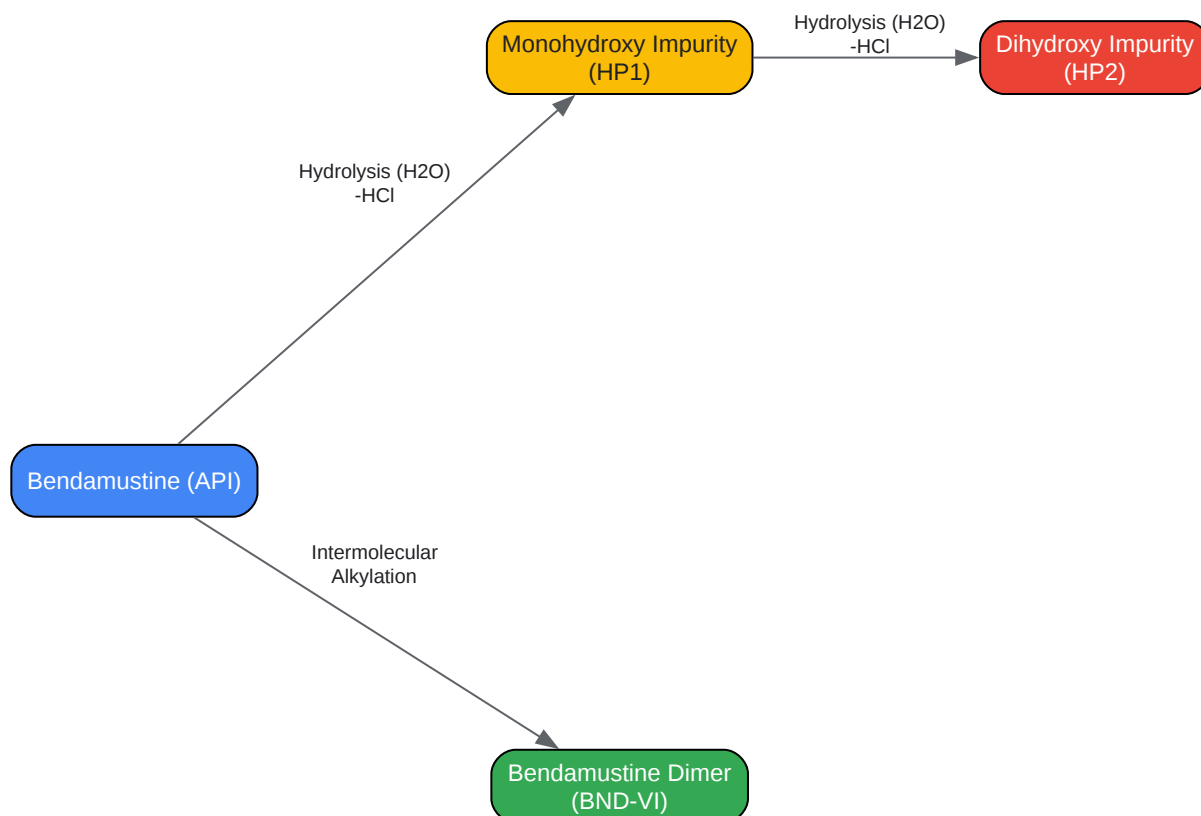 Monohydroxy Impurity
(HP1)
Hydrolysis (H2O)
-HCl
Dihydroxy Impurity
(HP2)
Hydrolysis (H2O)
-HCl
Bendamustine (API)
Intermolecular
Alkylation
Bendamustine Dimer
(BND-VI)